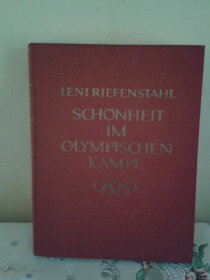 LENI RIEFENSTAHL
SCHÖNHEIT
IM
OLYMPISCHEN
KAMPF